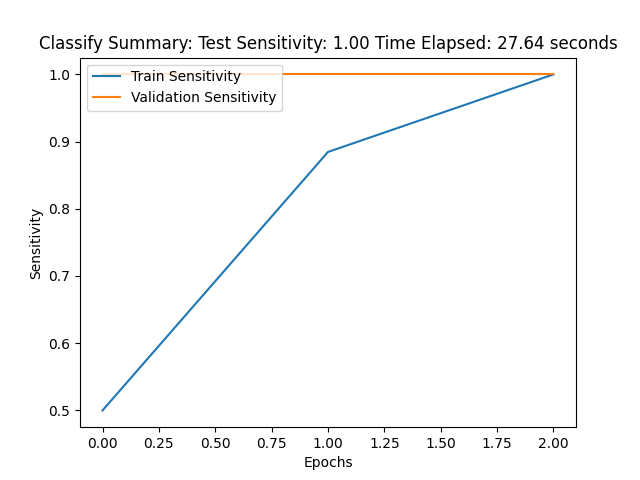 Classify Summary: Test Sensitivity: 1.00 Time Elapsed: 27.64 seconds
Train Sensitivity
Validation Sensitivity
1.0
0.9
0.8
0.7
0.6
0.5
Sensitivity
0.00 0.25 0.50 0.75 1.00 1.25 1.50 1.75 2.00
Epochs